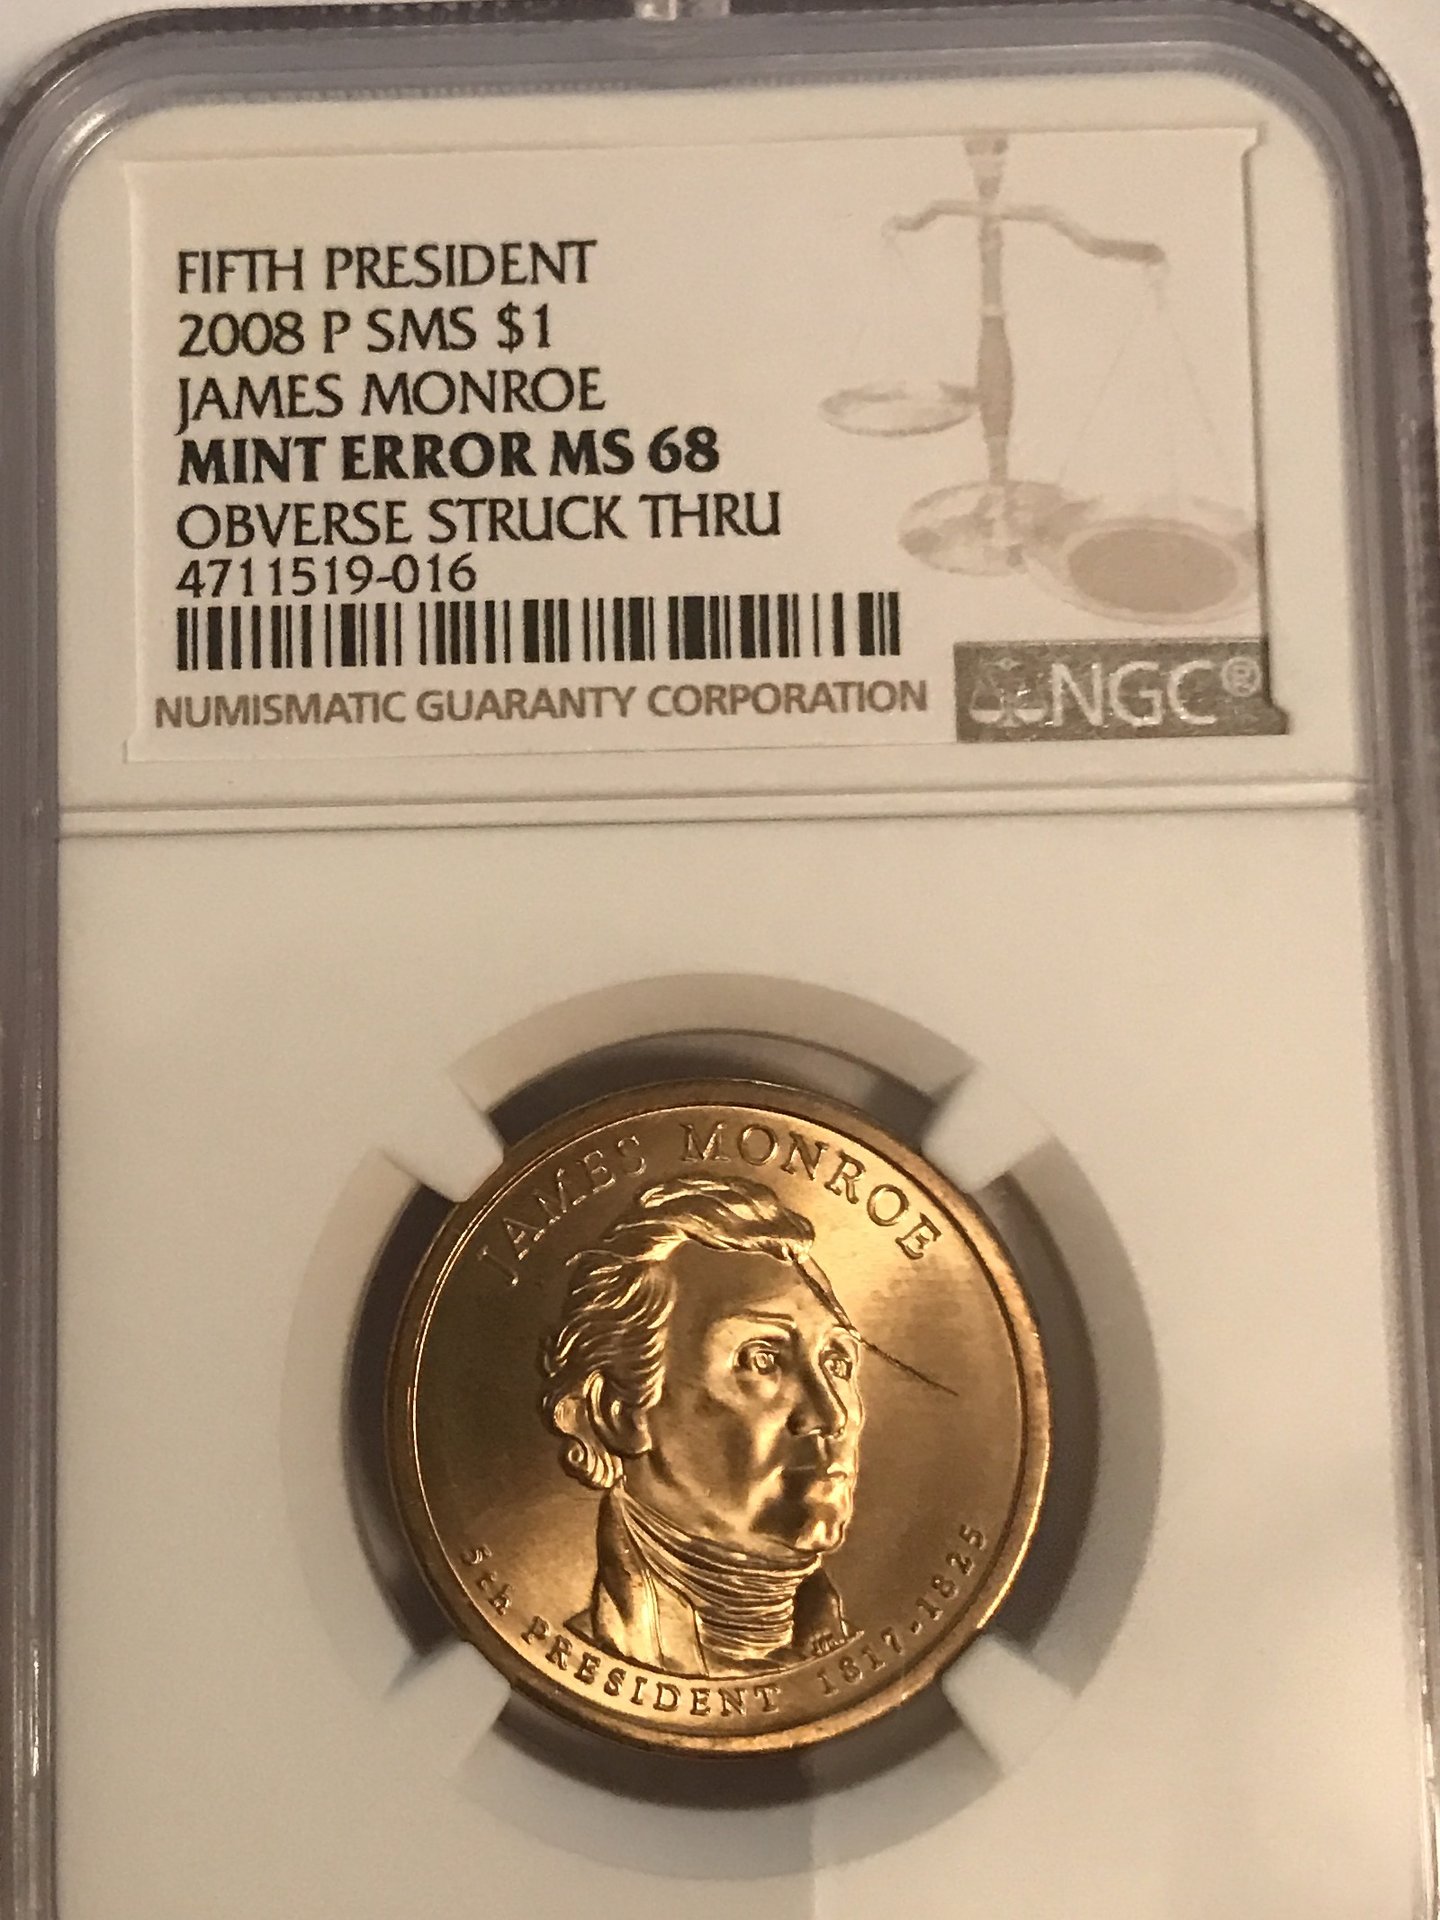 FIFTH PRESIDENT
2008 P SMS $1
JAMES MONROE
MINT ERROR MS 68
OBVERSE STRUCK THRU
4711519-016
NUMISMATIC GUARANTY CORPORATION
NGC®
JAMES MONROE
5th PRESIDENT 1817-1825